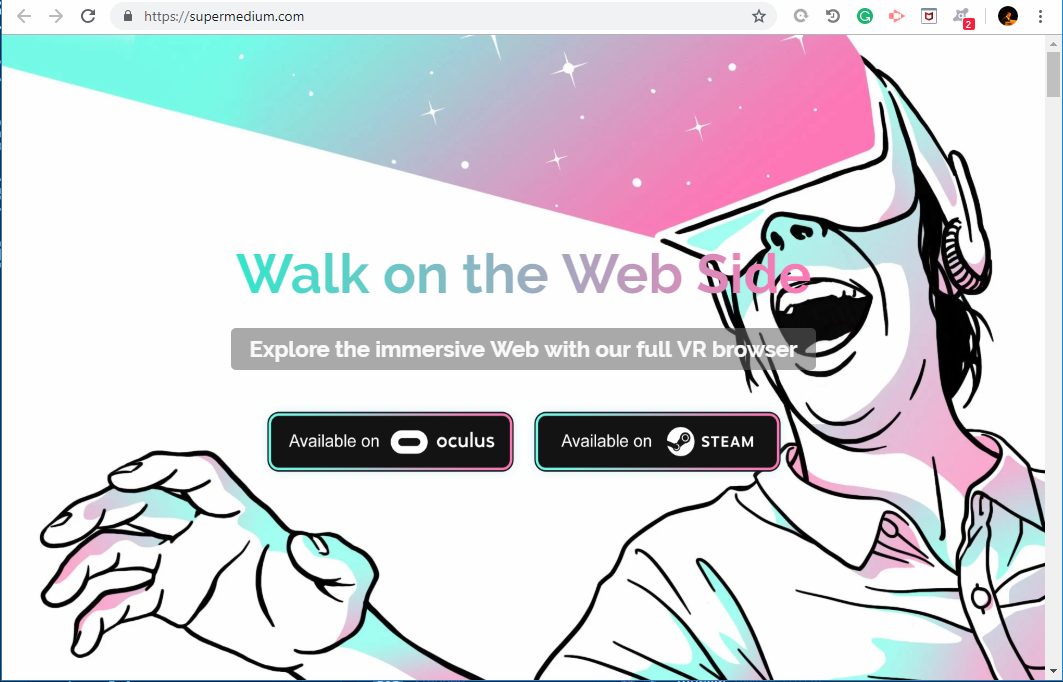 https://supermedium.com
2
Walk on the Web Side
Explore the immersive Web with our full VR browser
Available on oculus
Available on STEAM